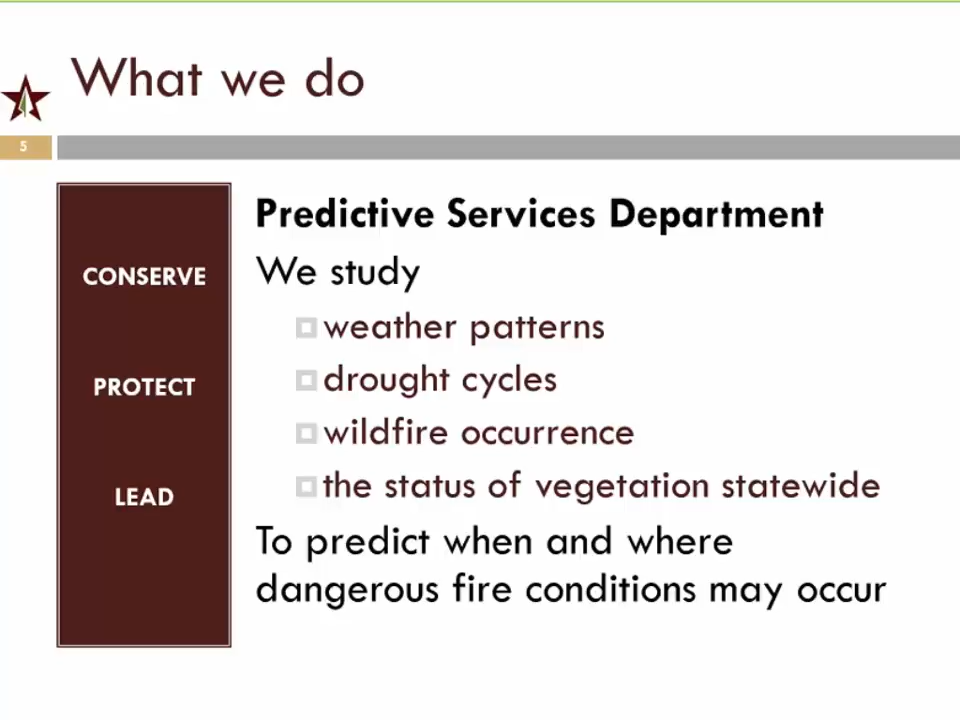 What we do
5
CONSERVE
PROTECT
LEAD
Predictive Services Department
We study
weather patterns
drought cycles
wildfire occurrence
the status of vegetation statewide
To predict when and where
dangerous fire conditions may occur